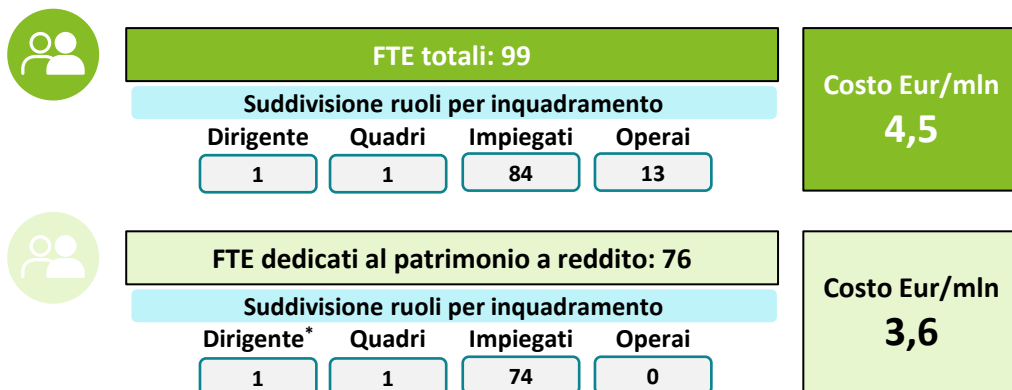 FTE totali: 99
Suddivisione ruoli per inquadramento
Dirigente Quadri Impiegati Operai
1 1 84 13
Costo Eur/mln
4,5
FTE dedicati al patrimonio a reddito: 76
Suddivisione ruoli per inquadramento
Dirigente* Quadri Impiegati Operai
1 1 74 0
Costo Eur/mln
3,6